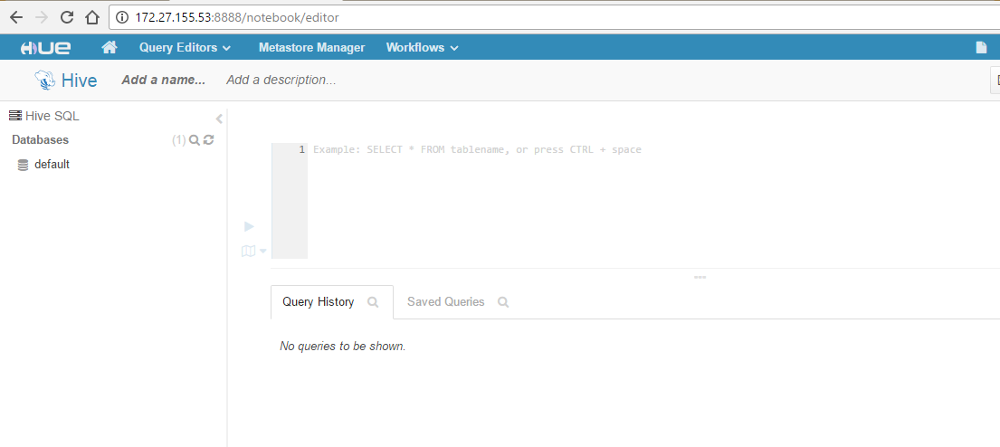 172.27.155.53:8888/notebook/editor
HUE Query Editors Metastore Manager Workflows
Hive Add a name... Add a description...
Hive SQL
Databases (1)
default
1 Example: SELECT * FROM tablename, or press CTRL + space
Query History Saved Queries
No queries to be shown.